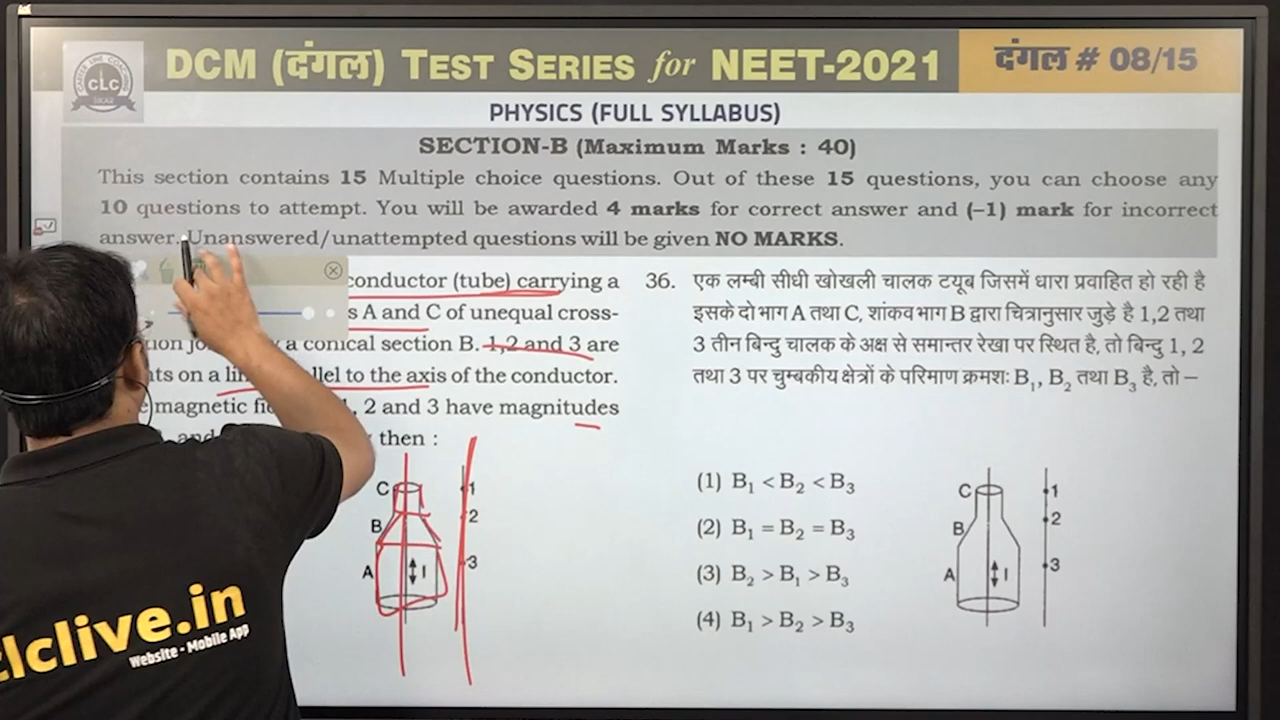 DCM (दंगल) TEST SERIES for NEET-2021
दंगल # 08/15
CLC
PHYSICS (FULL SYLLABUS)
SECTION-B (Maximum Marks : 40)
This section contains 15 Multiple choice questions. Out of these 15 questions, you can choose any
10 questions to attempt. You will be awarded 4 marks for correct answer and (–1) mark for incorrect
answer. Unanswered/unattempted questions will be given NO MARKS.
conductor (tube) carrying a
A and C of unequal cross-
a conical section B. 1,2 and 3 are
on a to the axis of the conductor.
magnetic 2 and 3 have magnitudes
then :
C
B
A
I
1
2
3
36. एक लम्बी सीधी खोखली चालक टयूब जिसमें धारा प्रवाहित हो रही है
इसके दो भाग A तथा C, शांकव भाग B द्वारा चित्रानुसार जुड़े है 1,2 तथा
3 तीन बिन्दु चालक के अक्ष से समान्तर रेखा पर स्थित है, तो बिन्दु 1, 2
तथा 3 पर चुम्बकीय क्षेत्रों के परिमाण क्रमशः B₁, B₂ तथा B₃ है, तो –
(1) B₁ < B₂ < B₃
(2) B₁ = B₂ = B₃
(3) B₂ > B₁ > B₃
(4) B₁ > B₂ > B₃
C
B
A
I
1
2
3
clclive.in
Website - Mobile App